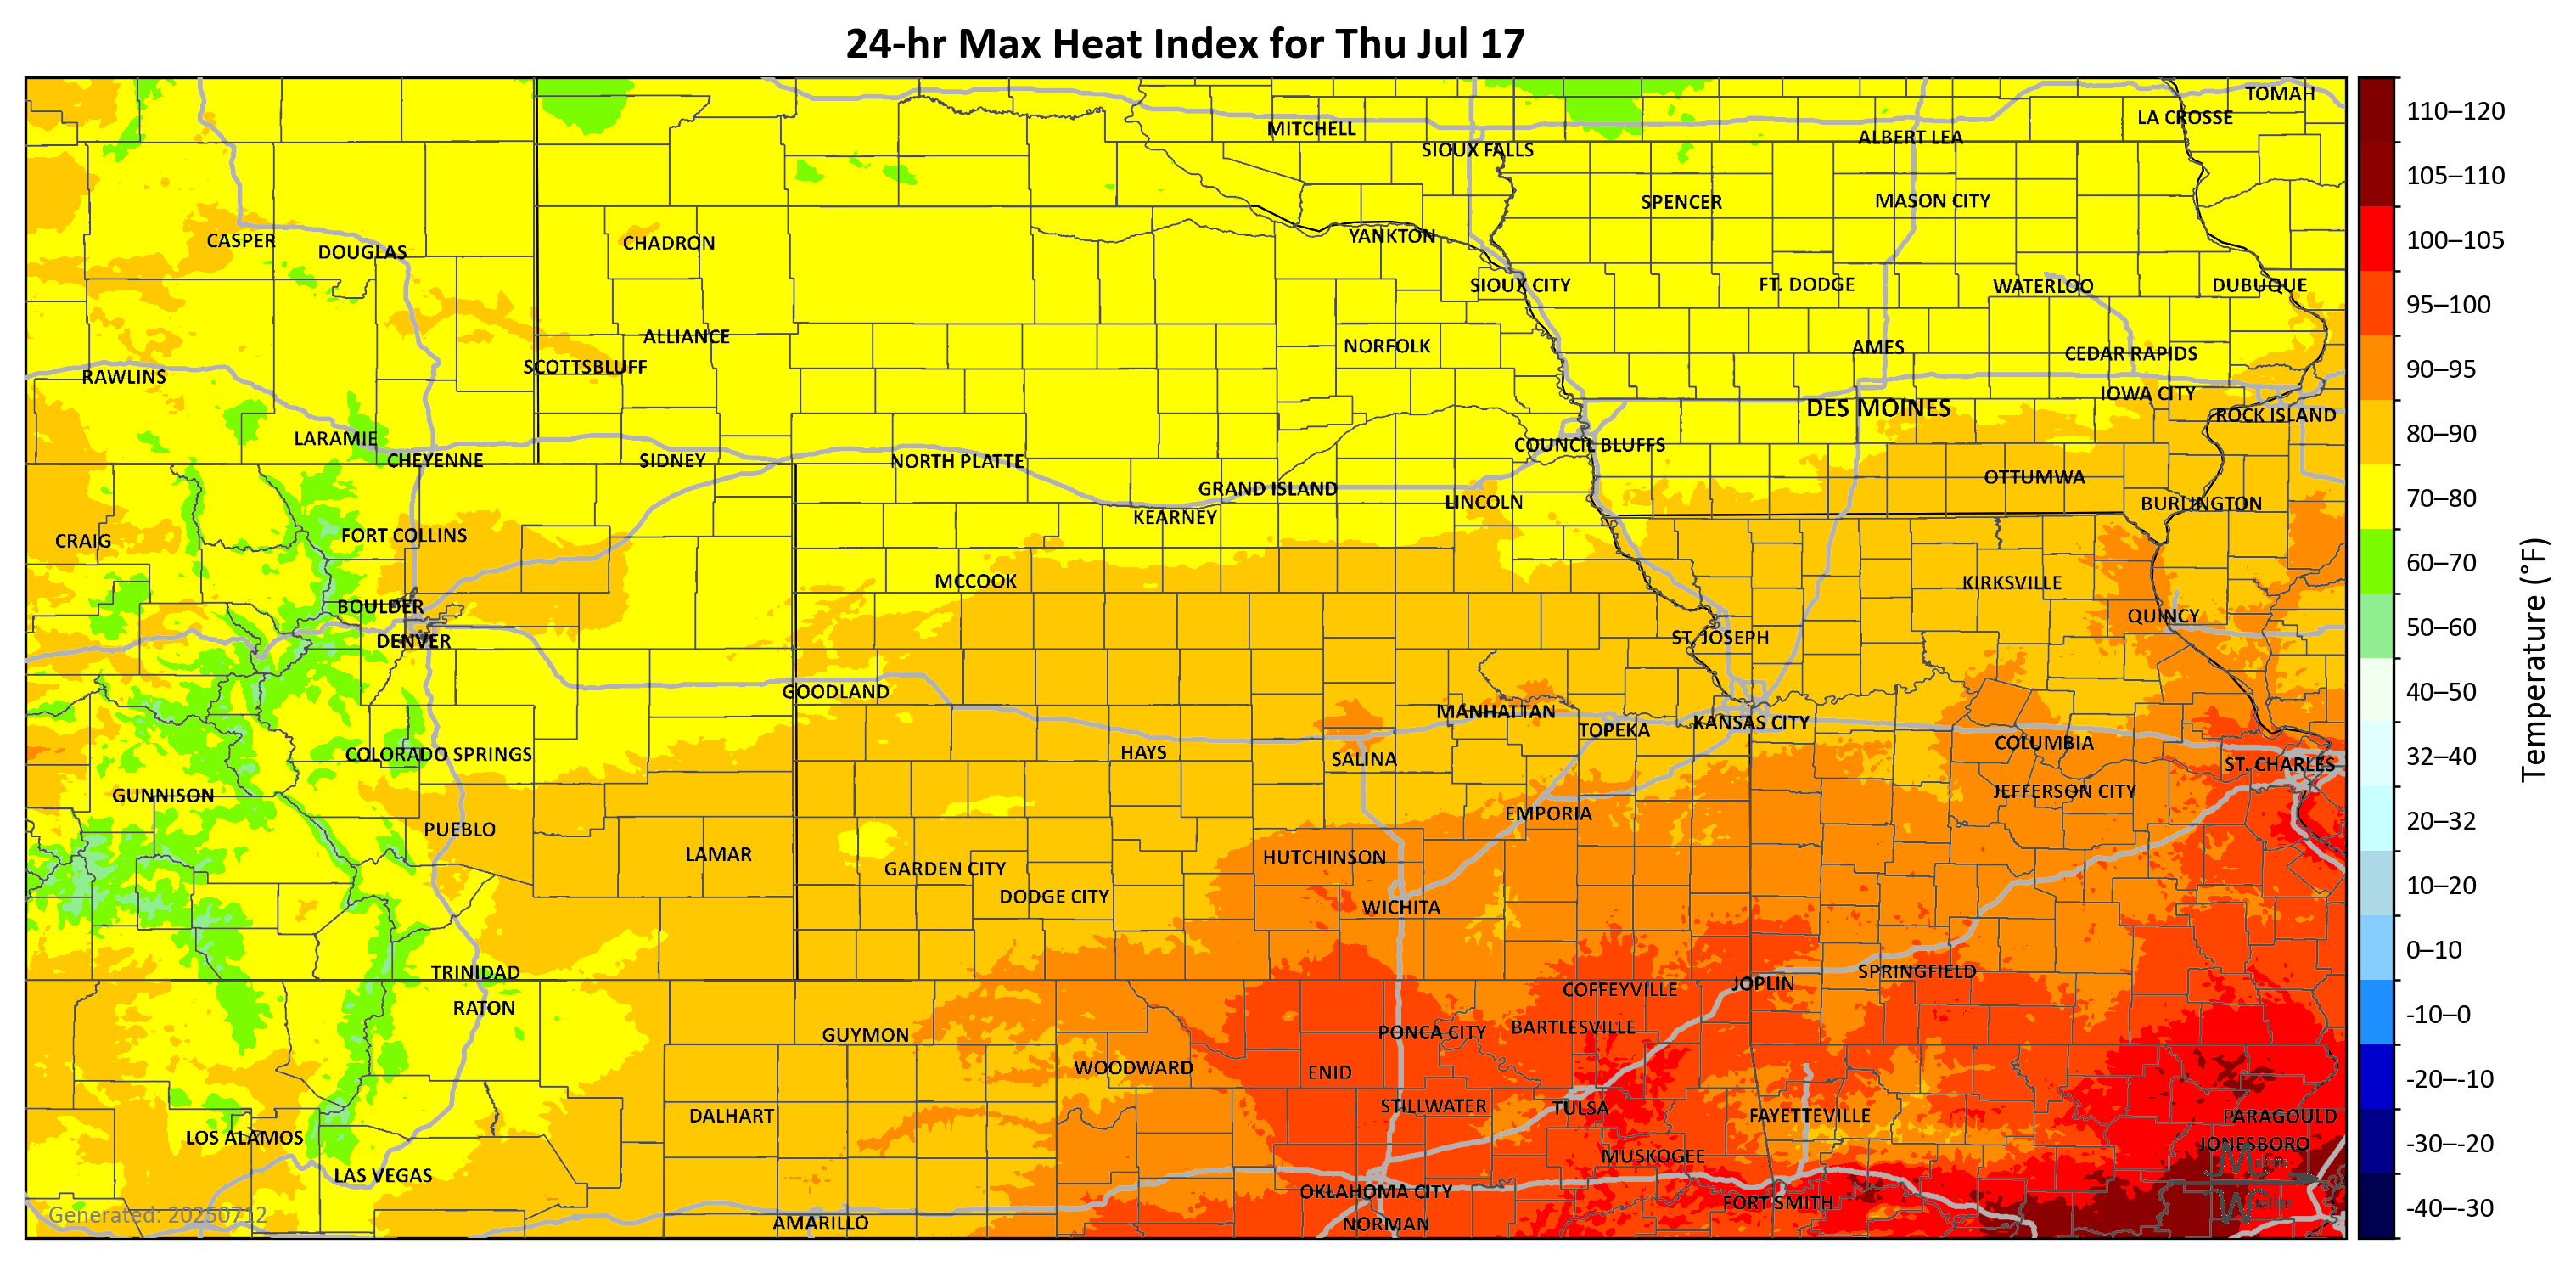 24-hr Max Heat Index for Thu Jul 17
TOMAH
LA CROSSE
MITCHELL
ALBERT LEA
SIOUX FALLS
SPENCER
MASON CITY
CASPER
DOUGLAS
CHADRON
YANKTON
SIOUX CITY
FT. DODGE
WATERLOO
DUBUQUE
ALLIANCE
NORFOLK
AMES
CEDAR RAPIDS
SCOTTSBLUFF
RAWLINS
IOWA CITY
DES MOINES
ROCK ISLAND
LARAMIE
COUNCIL BLUFFS
CHEYENNE
SIDNEY
NORTH PLATTE
OTTUMWA
GRAND ISLAND
LINCOLN
BURLINGTON
KEARNEY
FORT COLLINS
CRAIG
MCCOOK
KIRKSVILLE
BOULDER
QUINCY
DENVER
ST. JOSEPH
GOODLAND
MANHATTAN
KANSAS CITY
TOPEKA
COLUMBIA
COLORADO SPRINGS
HAYS
SALINA
ST. CHARLES
GUNNISON
JEFFERSON CITY
EMPORIA
PUEBLO
LAMAR
HUTCHINSON
GARDEN CITY
DODGE CITY
WICHITA
TRINIDAD
SPRINGFIELD
JOPLIN
COFFEYVILLE
RATON
GUYMON
PONCA CITY
BARTLESVILLE
WOODWARD
ENID
STILLWATER
TULSA
DALHART
FAYETTEVILLE
PARAGOULD
LOS ALAMOS
JONESBORO
MUSKOGEE
LAS VEGAS
OKLAHOMA CITY
FORT SMITH
AMARILLO
NORMAN
Generated: 20250712
110–120
105–110
100–105
95–100
90–95
80–90
70–80
60–70
50–60
40–50
32–40
20–32
10–20
0–10
-10–0
-20–-10
-30–-20
-40–-30
Temperature (°F)